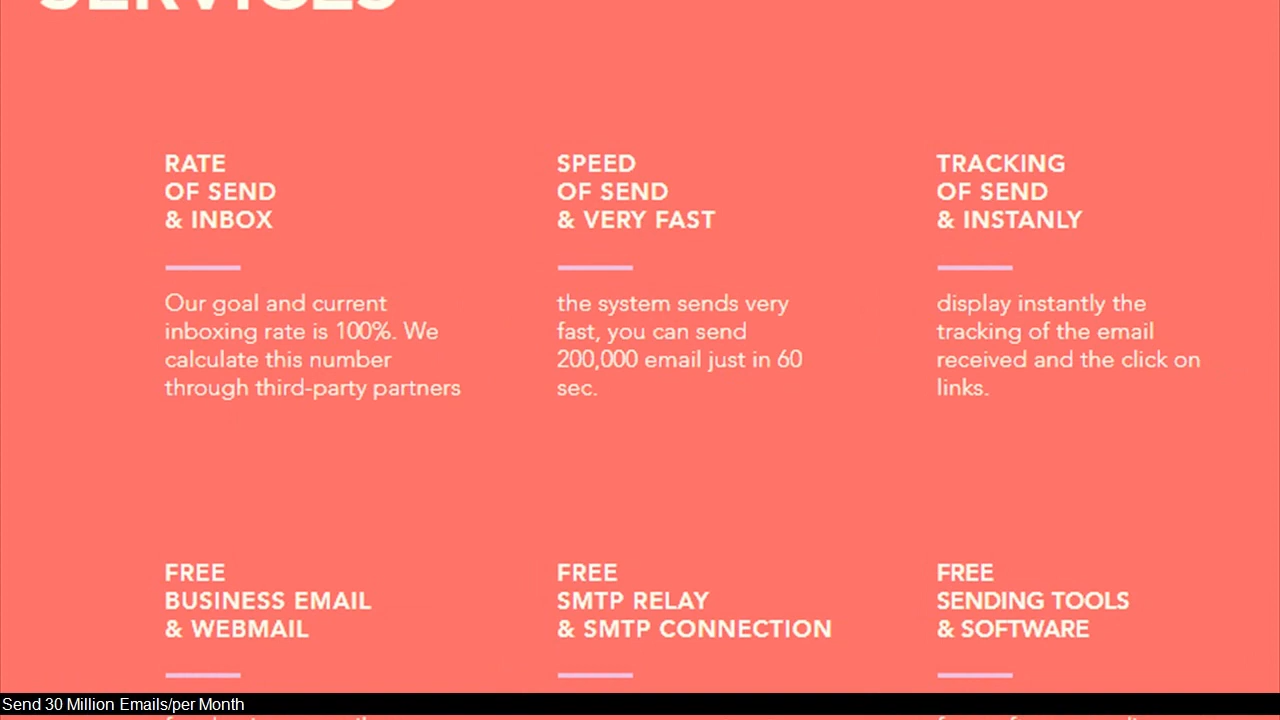 SERVICES
RATE
OF SEND
& INBOX
Our goal and current
inboxing rate is 100%. We
calculate this number
through third-party partners
SPEED
OF SEND
& VERY FAST
the system sends very
fast, you can send
200,000 email just in 60
sec.
TRACKING
OF SEND
& INSTANLY
display instantly the
tracking of the email
received and the click on
links.
FREE
BUSINESS EMAIL
& WEBMAIL
FREE
SMTP RELAY
& SMTP CONNECTION
FREE
SENDING TOOLS
& SOFTWARE
Send 30 Million Emails/per Month